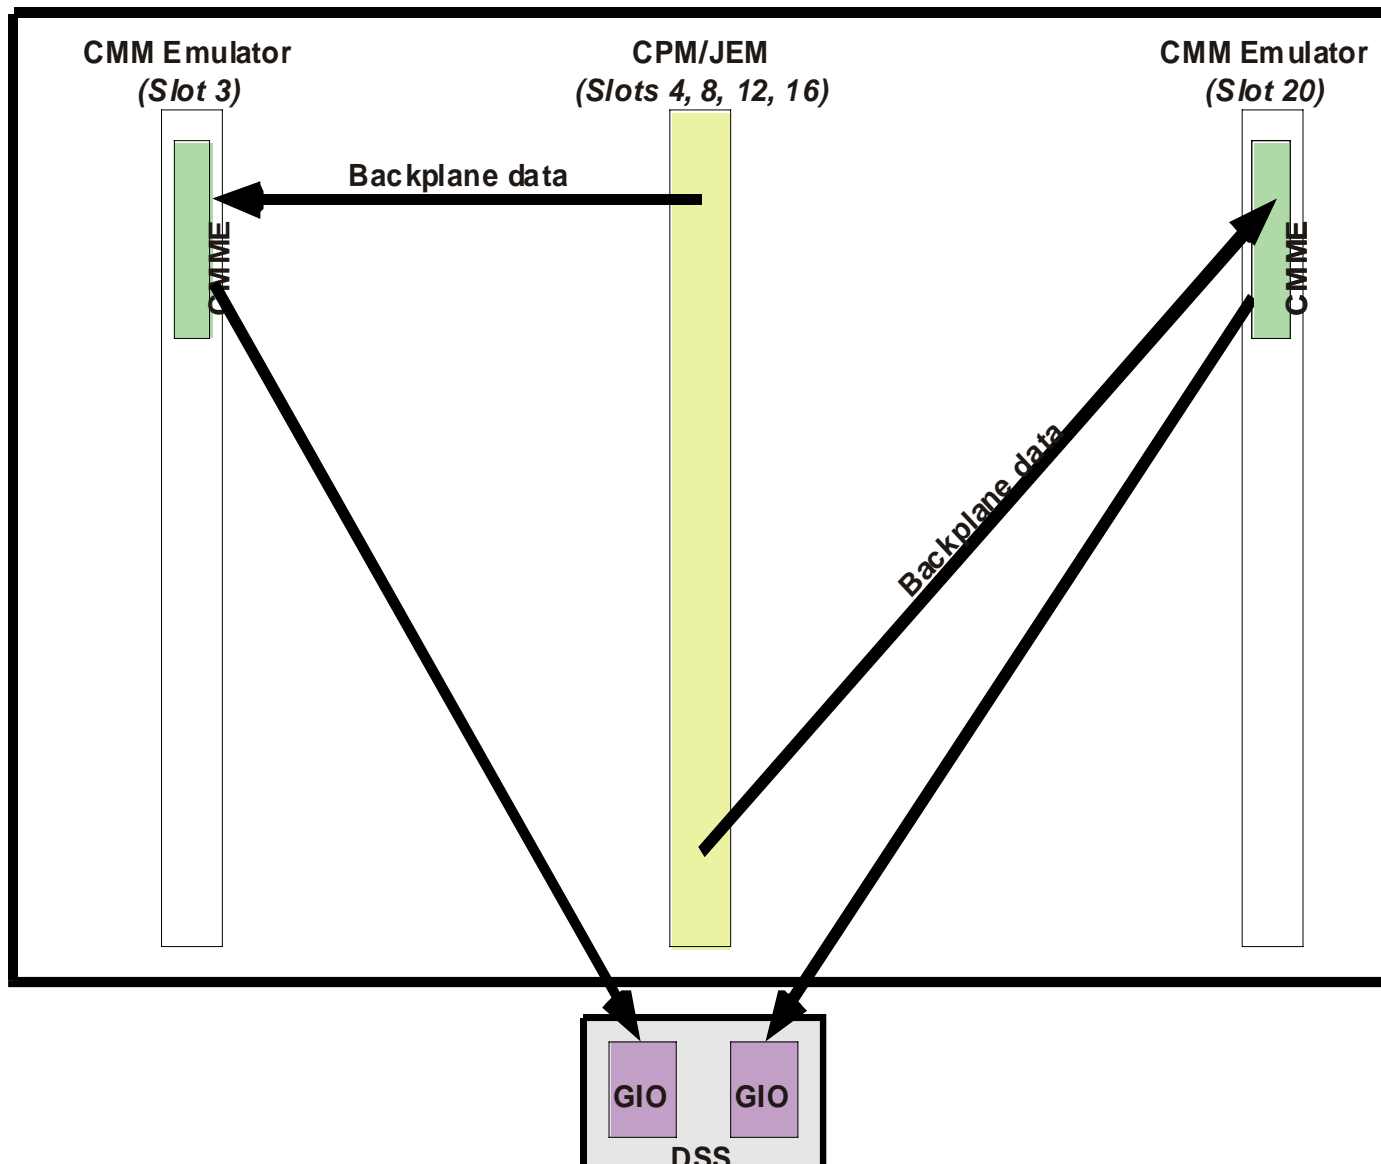 CMM Emulator
(Slot 3)
CPM/JEM
(Slots 4, 8, 12, 16)
CMM Emulator
(Slot 20)
Backplane data
CMME
CMME
Backplane data
GIO
GIO
DSS